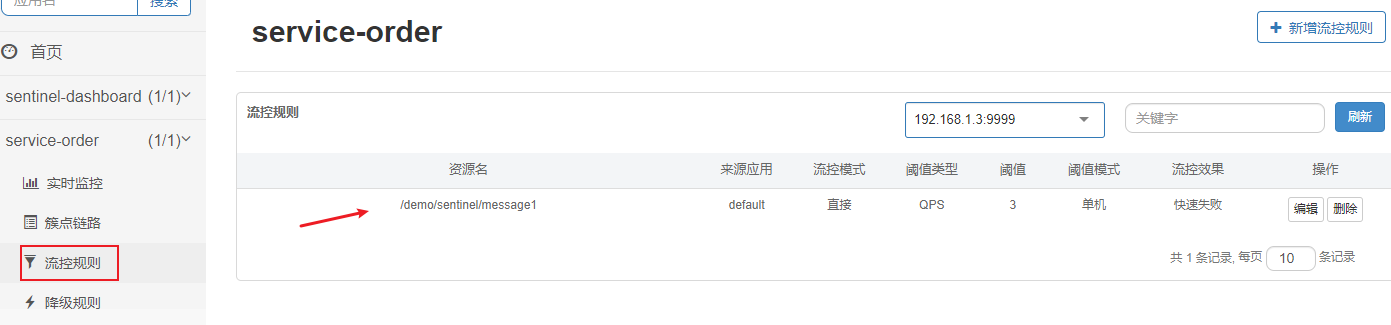 应用名 搜索
首页
sentinel-dashboard (1/1)
service-order (1/1)
实时监控
簇点链路
流控规则
降级规则
service-order
+ 新增流控规则
流控规则 192.168.1.3:9999 关键字 刷新
资源名 来源应用 流控模式 阈值类型 阈值 阈值模式 流控效果 操作
/demo/sentinel/message1 default 直接 QPS 3 单机 快速失败 编辑 删除
共 1 条记录, 每页 10 条记录